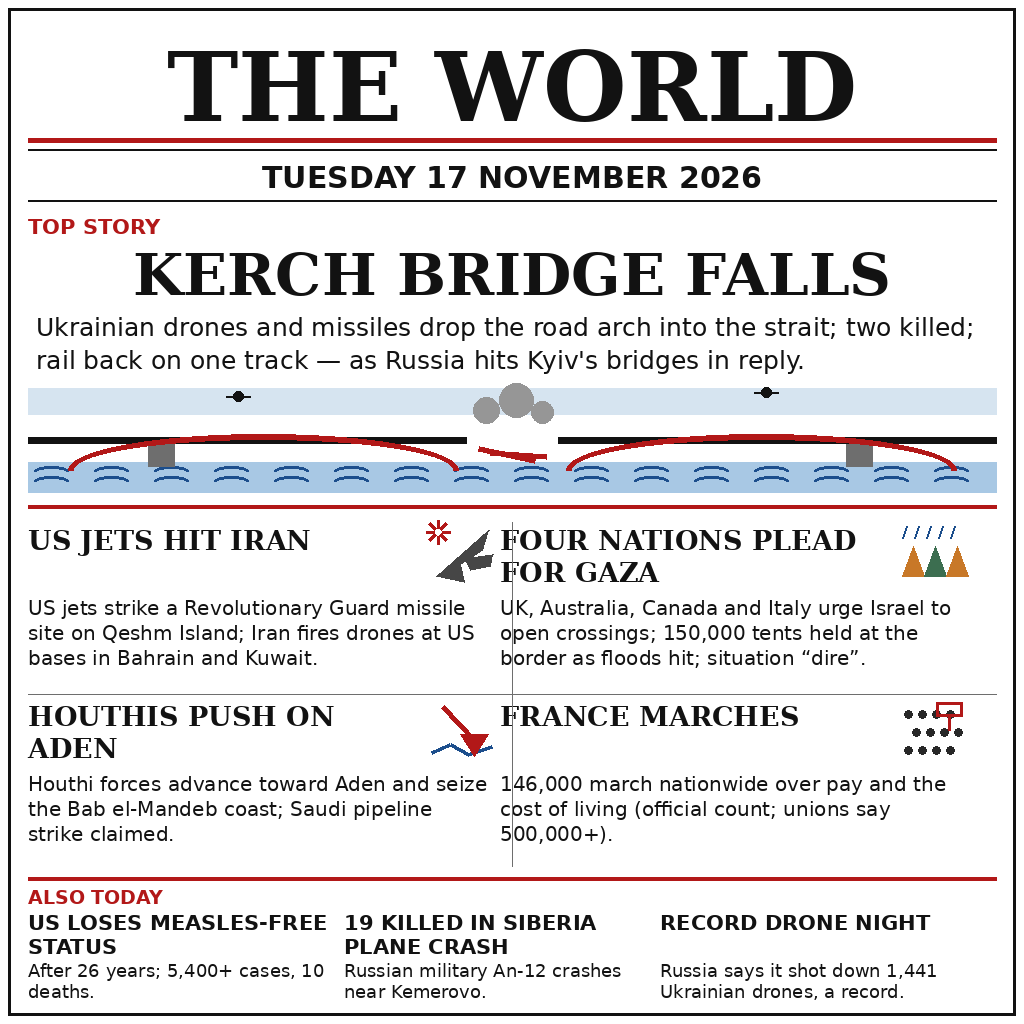 THE WORLD
TUESDAY 17 NOVEMBER 2026
TOP STORY
KERCH BRIDGE FALLS
Ukrainian drones and missiles drop the road arch into the strait; two killed;
rail back on one track — as Russia hits Kyiv's bridges in reply.
US JETS HIT IRAN
US jets strike a Revolutionary Guard missile
site on Qeshm Island; Iran fires drones at US
bases in Bahrain and Kuwait.
FOUR NATIONS PLEAD
FOR GAZA
UK, Australia, Canada and Italy urge Israel to
open crossings; 150,000 tents held at the
border as floods hit; situation “dire”.
HOUTHIS PUSH ON
ADEN
Houthi forces advance toward Aden and seize
the Bab el-Mandeb coast; Saudi pipeline
strike claimed.
FRANCE MARCHES
146,000 march nationwide over pay and the
cost of living (official count; unions say
500,000+).
ALSO TODAY
US LOSES MEASLES-FREE
STATUS
After 26 years; 5,400+ cases, 10
deaths.
19 KILLED IN SIBERIA
PLANE CRASH
Russian military An-12 crashes
near Kemerovo.
RECORD DRONE NIGHT
Russia says it shot down 1,441
Ukrainian drones, a record.